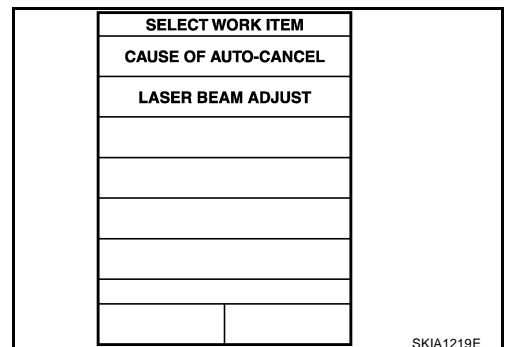 SELECT WORK ITEM
CAUSE OF AUTO-CANCEL
LASER BEAM ADJUST
SKIA1219E